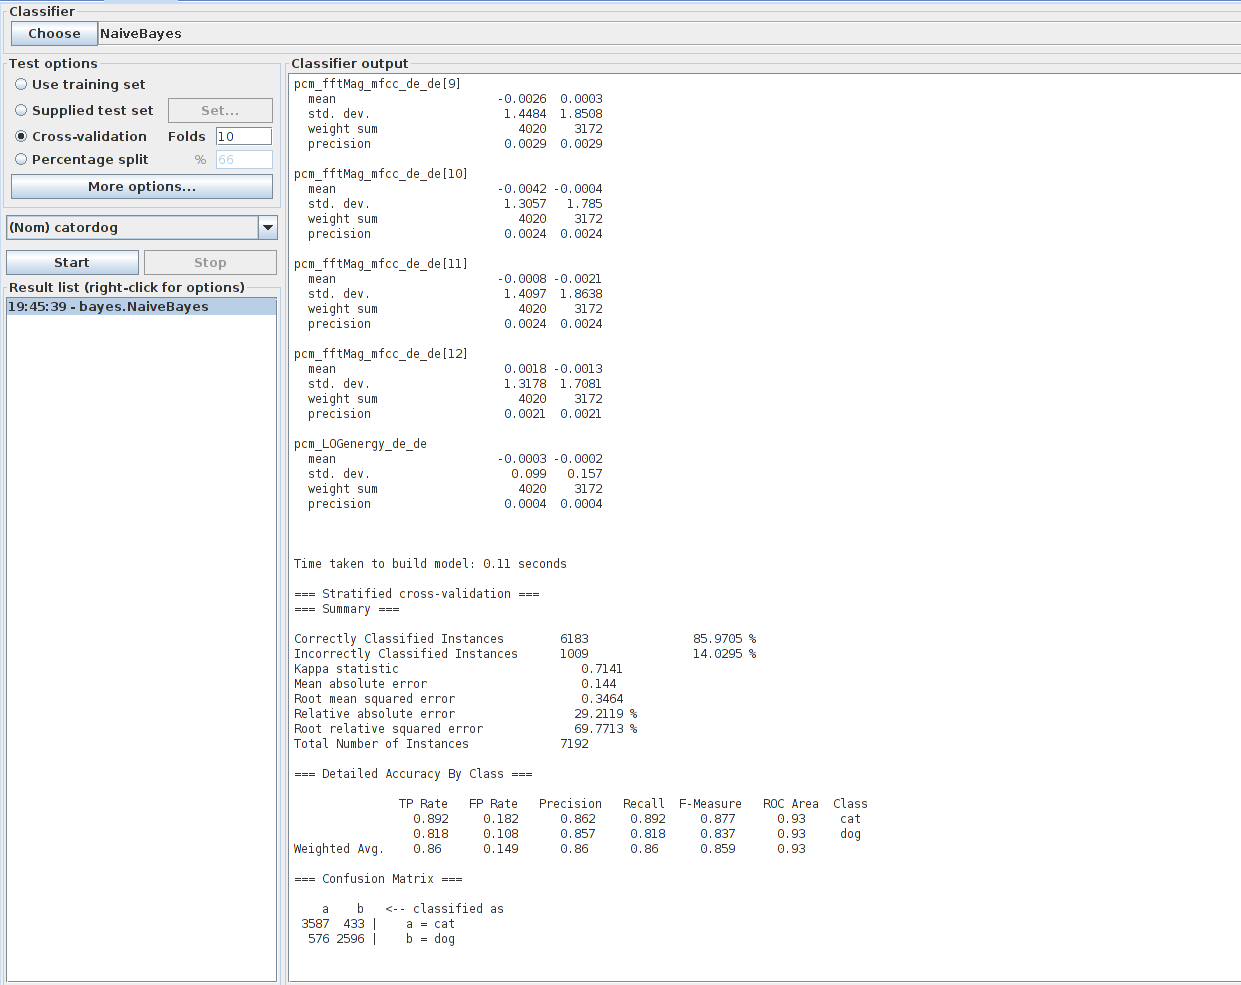 Classifier
Choose NaiveBayes
Test options
Use training set
Supplied test set Set...
Cross-validation Folds 10
Percentage split % 66
More options...
(Nom) catordog
Start Stop
Result list (right-click for options)
19:45:39 - bayes.NaiveBayes
Classifier output
pcm_fftMag_mfcc_de_de[9]
mean -0.0026 0.0003
std. dev. 1.4484 1.8508
weight sum 4020 3172
precision 0.0029 0.0029
pcm_fftMag_mfcc_de_de[10]
mean -0.0042 -0.0004
std. dev. 1.3057 1.785
weight sum 4020 3172
precision 0.0024 0.0024
pcm_fftMag_mfcc_de_de[11]
mean -0.0008 -0.0021
std. dev. 1.4097 1.8638
weight sum 4020 3172
precision 0.0024 0.0024
pcm_fftMag_mfcc_de_de[12]
mean 0.0018 -0.0013
std. dev. 1.3178 1.7081
weight sum 4020 3172
precision 0.0021 0.0021
pcm_LOGenergy_de_de
mean -0.0003 -0.0002
std. dev. 0.099 0.157
weight sum 4020 3172
precision 0.0004 0.0004
Time taken to build model: 0.11 seconds
=== Stratified cross-validation ===
=== Summary ===
Correctly Classified Instances 6183 85.9705 %
Incorrectly Classified Instances 1009 14.0295 %
Kappa statistic 0.7141
Mean absolute error 0.144
Root mean squared error 0.3464
Relative absolute error 29.2119 %
Root relative squared error 69.7713 %
Total Number of Instances 7192
=== Detailed Accuracy By Class ===
TP Rate FP Rate Precision Recall F-Measure ROC Area Class
0.892 0.182 0.862 0.892 0.877 0.93 cat
0.818 0.108 0.857 0.818 0.837 0.93 dog
Weighted Avg. 0.86 0.149 0.86 0.86 0.859 0.93
=== Confusion Matrix ===
a b <-- classified as
3587 433 | a = cat
576 2596 | b = dog